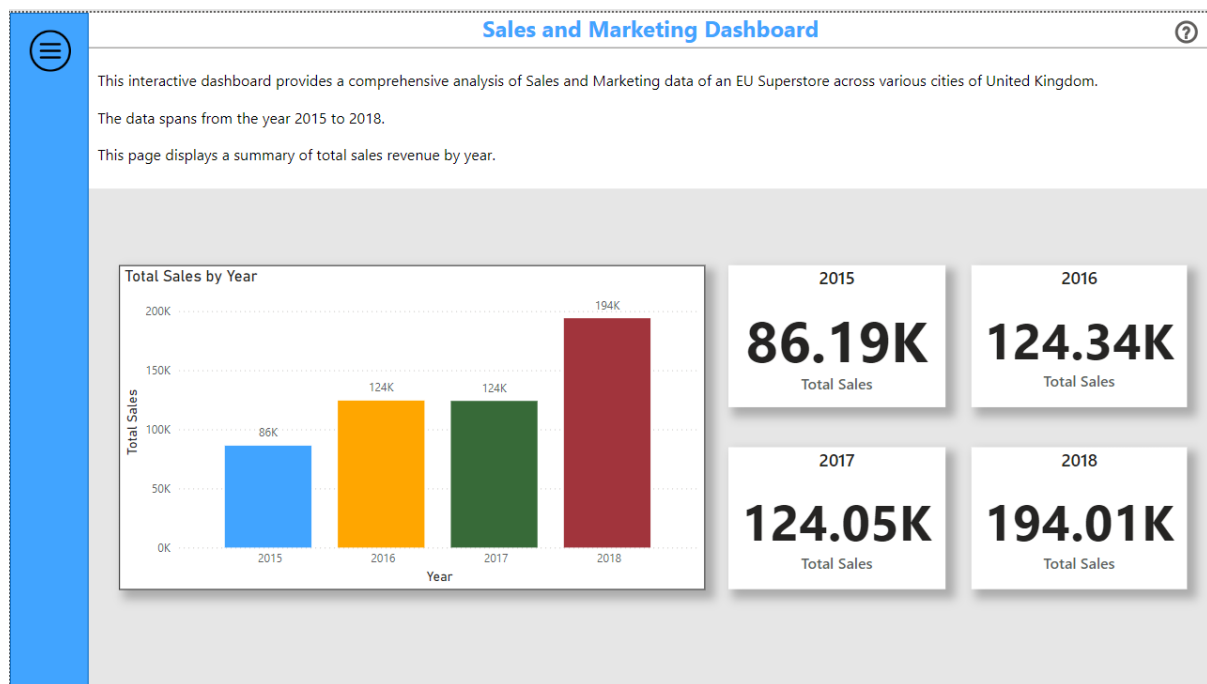 Sales and Marketing Dashboard
?
This interactive dashboard provides a comprehensive analysis of Sales and Marketing data of an EU Superstore across various cities of United Kingdom.
The data spans from the year 2015 to 2018.
This page displays a summary of total sales revenue by year.
Total Sales by Year
Total Sales
200K
150K
100K
50K
0K
86K
124K
124K
194K
2015
2016
2017
2018
Year
2015
86.19K
Total Sales
2016
124.34K
Total Sales
2017
124.05K
Total Sales
2018
194.01K
Total Sales